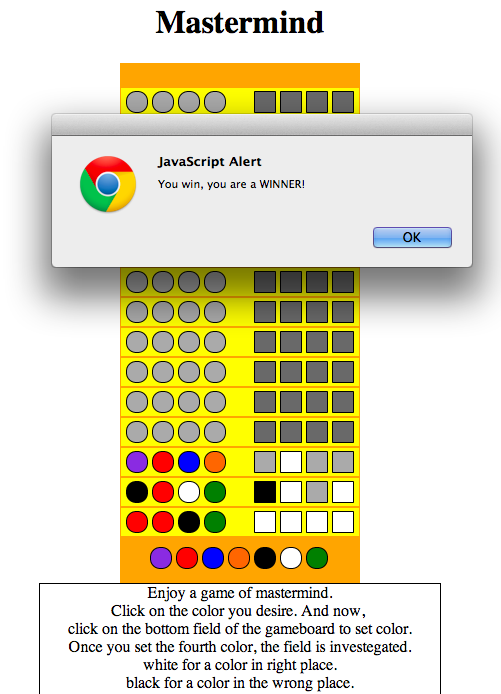 Mastermind
JavaScript Alert
You win, you are a WINNER!
OK
Enjoy a game of mastermind.
Click on the color you desire. And now,
click on the bottom field of the gameboard to set color.
Once you set the fourth color, the field is investegated.
white for a color in right place.
black for a color in the wrong place.